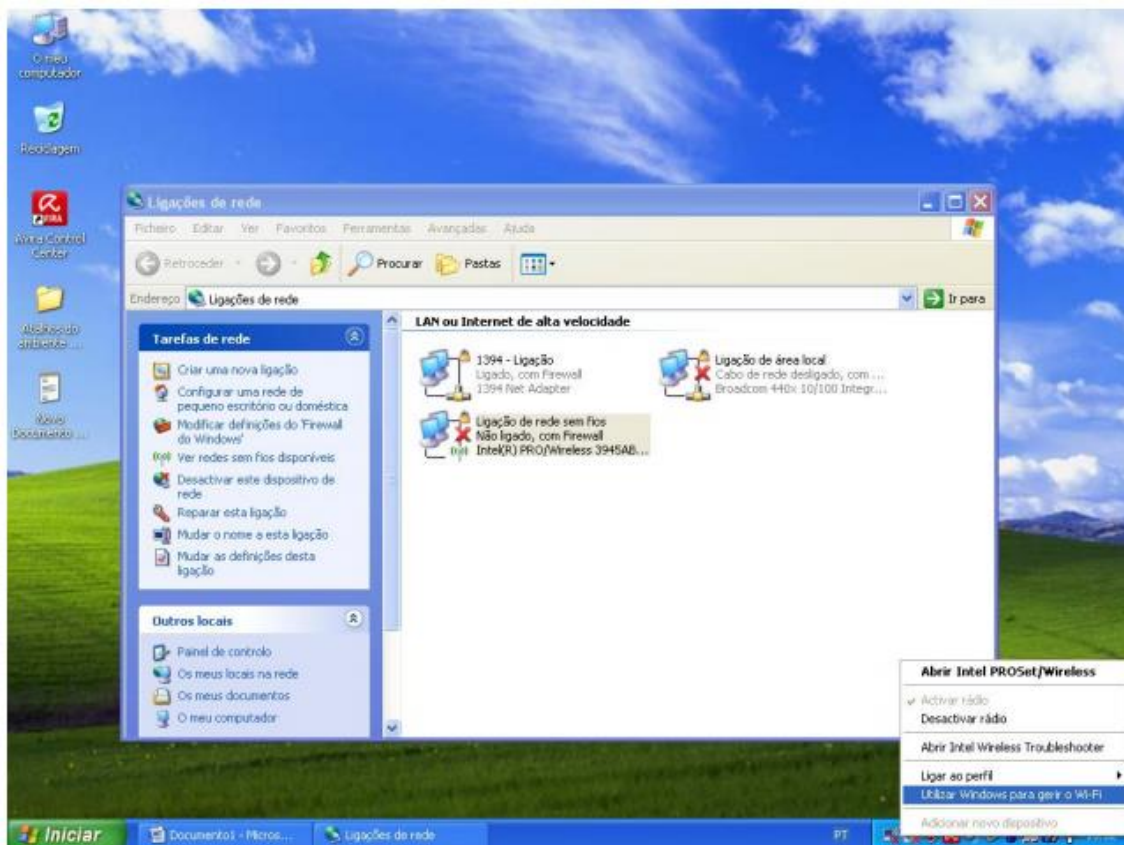 O meu
computador
Reciclagem
AVIRA
Avira Control
Center
Atalhos do
ambiente ...
Novo
Documento ...
Ligações de rede
Ficheiro Editar Ver Favoritos Ferramentas Avançadas Ajuda
Retroceder Procurar Pastas
Endereço Ligações de rede Ir para
Tarefas de rede
Criar uma nova ligação
Configurar uma rede de
pequeno escritório ou doméstica
Modificar definições do 'Firewall
do Windows'
Ver redes sem fios disponíveis
Desactivar este dispositivo de
rede
Reparar esta ligação
Mudar o nome a esta ligação
Mudar as definições desta
ligação
Outros locais
Painel de controlo
Os meus locais na rede
Os meus documentos
O meu computador
LAN ou Internet de alta velocidade
1394 - Ligação
Ligado, com Firewall
1394 Net Adapter
Ligação de área local
Cabo de rede desligado, com ...
Broadcom 440x 10/100 Integr...
Ligação de rede sem fios
Não ligado, com Firewall
Intel(R) PRO/Wireless 3945AB...
Abrir Intel PROSet/Wireless
Activar rádio
Desactivar rádio
Abrir Intel Wireless Troubleshooter
Ligar ao perfil
Utilizar Windows para gerir o Wi-Fi
Adicionar novo dispositivo
Iniciar
Documento1 - Micros...
Ligações de rede
PT